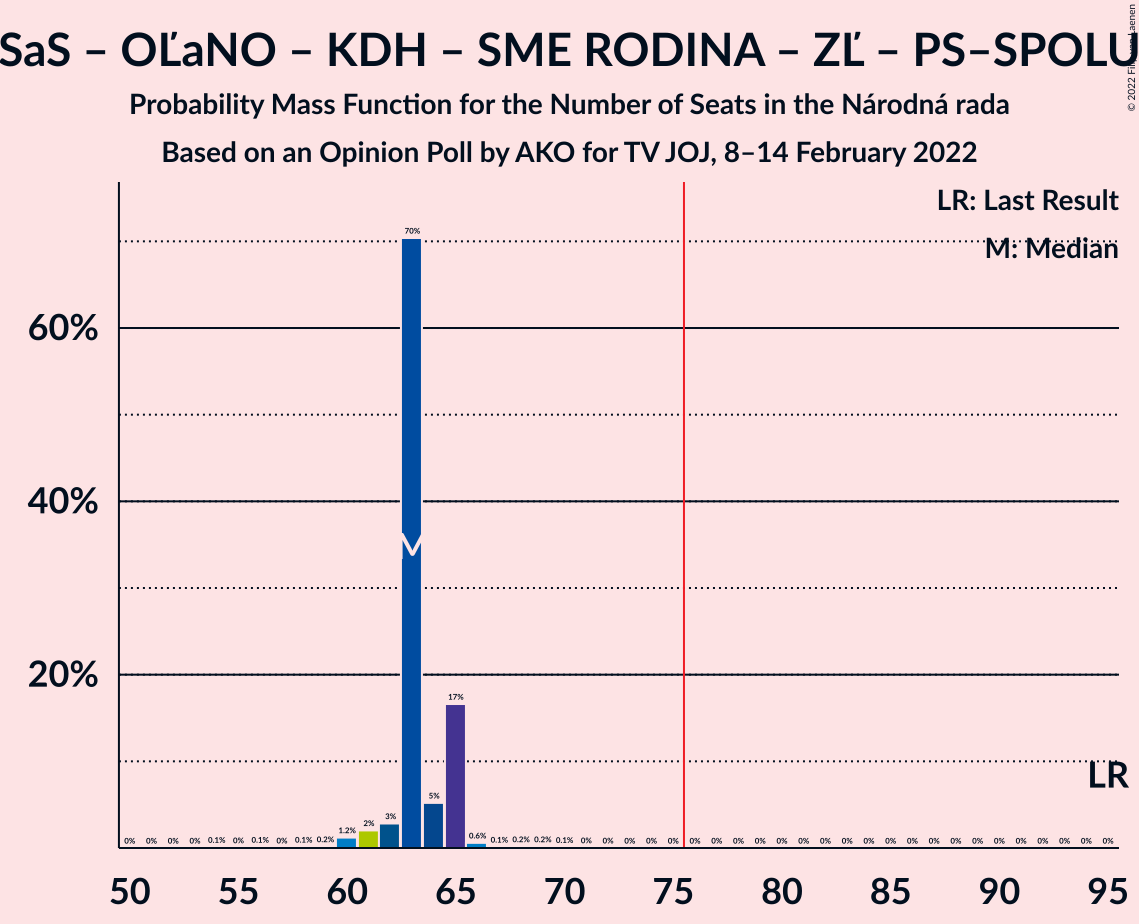 SaS – OĽaNO – KDH – SME RODINA – ZĽ – PS–SPOLU
Probability Mass Function for the Number of Seats in the Národná rada
Based on an Opinion Poll by AKO for TV JOJ, 8–14 February 2022
© 2022 Filip van Laenen
LR: Last Result
M: Median
60%
40%
20%
0% 0% 0% 0% 0.1% 0% 0.1% 0% 0.1% 0.2% 1.2% 2% 3% 70% 5% 17% 0.6% 0.1% 0.2% 0.2% 0.1% 0% 0% 0% 0% 0% 0% 0% 0% 0% 0% 0% 0% 0% 0% 0% 0% 0% 0% 0% 0% 0% 0% 0% 0% 0%
M
LR
50 55 60 65 70 75 80 85 90 95